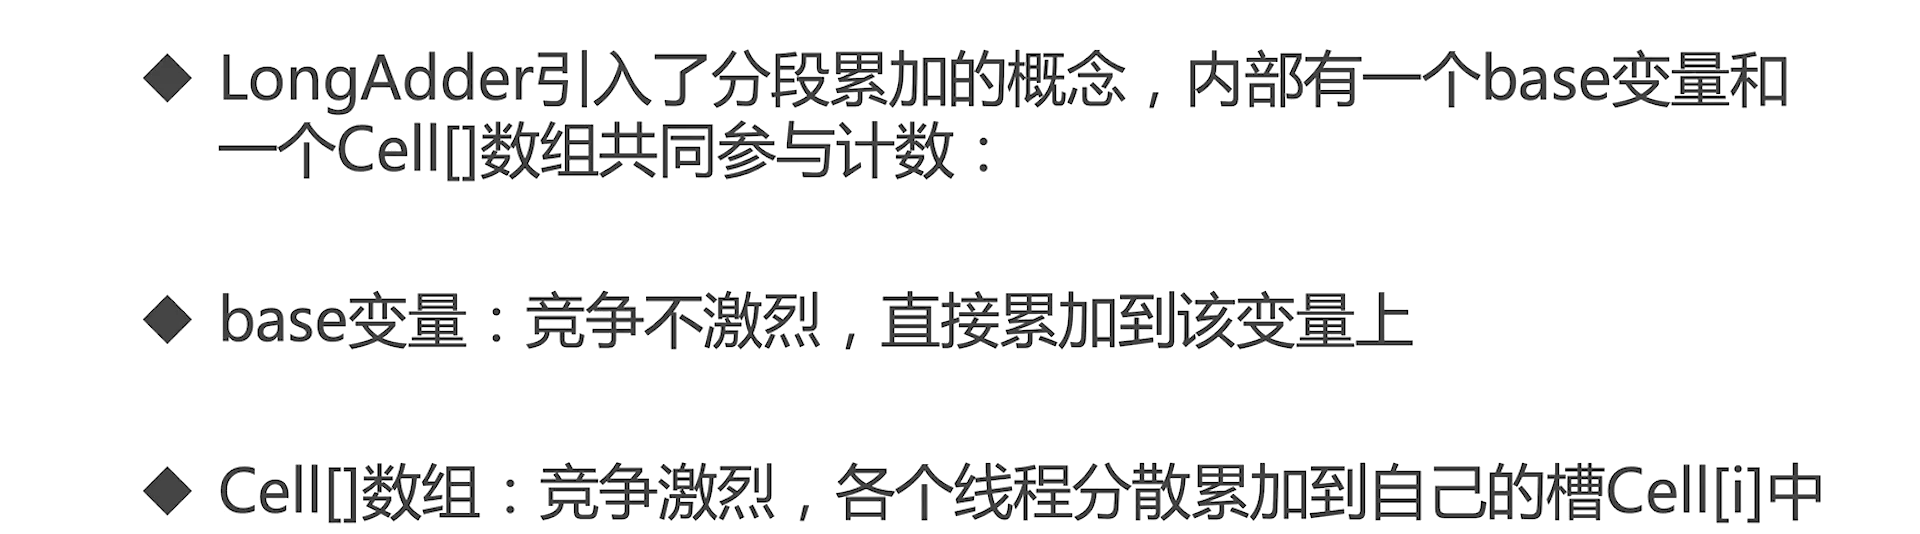 ◆ LongAdder引入了分段累加的概念，内部有一个base变量和
一个Cell[]数组共同参与计数：
◆ base变量：竞争不激烈，直接累加到该变量上
◆ Cell[]数组：竞争激烈，各个线程分散累加到自己的槽Cell[i]中